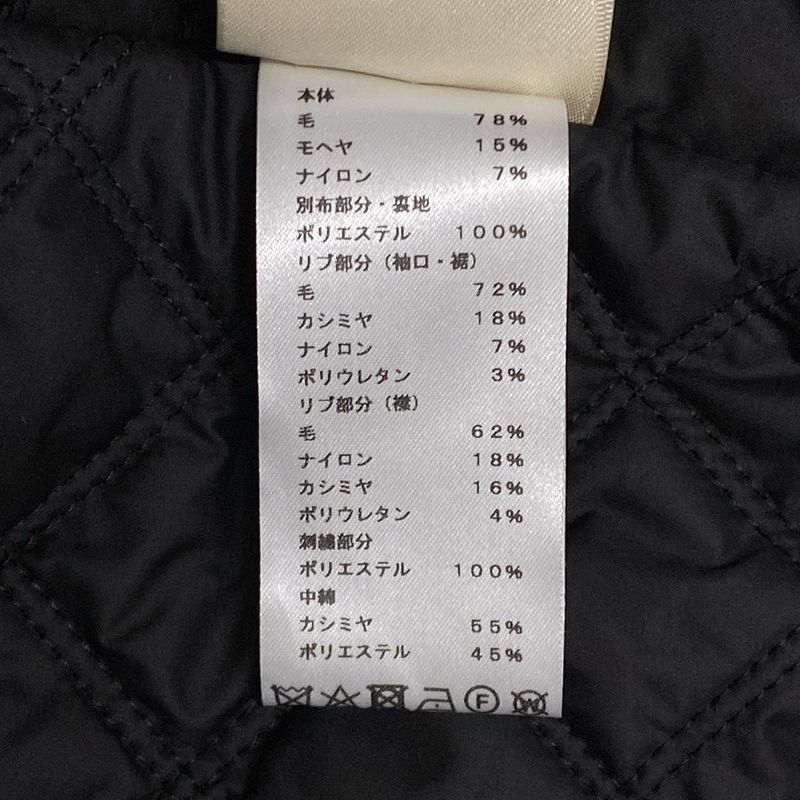 本体
毛 78%
モヘヤ 15%
ナイロン 7%
別布部分・裏地
ポリエステル 100%
リブ部分（袖口・裾）
毛 72%
カシミヤ 18%
ナイロン 7%
ポリウレタン 3%
リブ部分（襟）
毛 62%
ナイロン 18%
カシミヤ 16%
ポリウレタン 4%
刺繍部分
ポリエステル 100%
中綿
カシミヤ 55%
ポリエステル 45%
F W